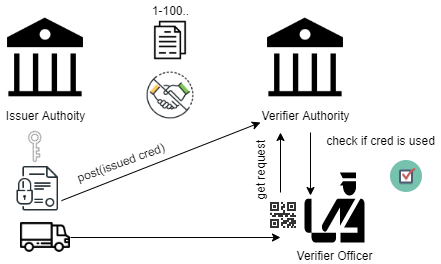 1-100..
Issuer Authoity
Verifier Authority
post(issued cred)
get request
check if cred is used
Verifier Officer